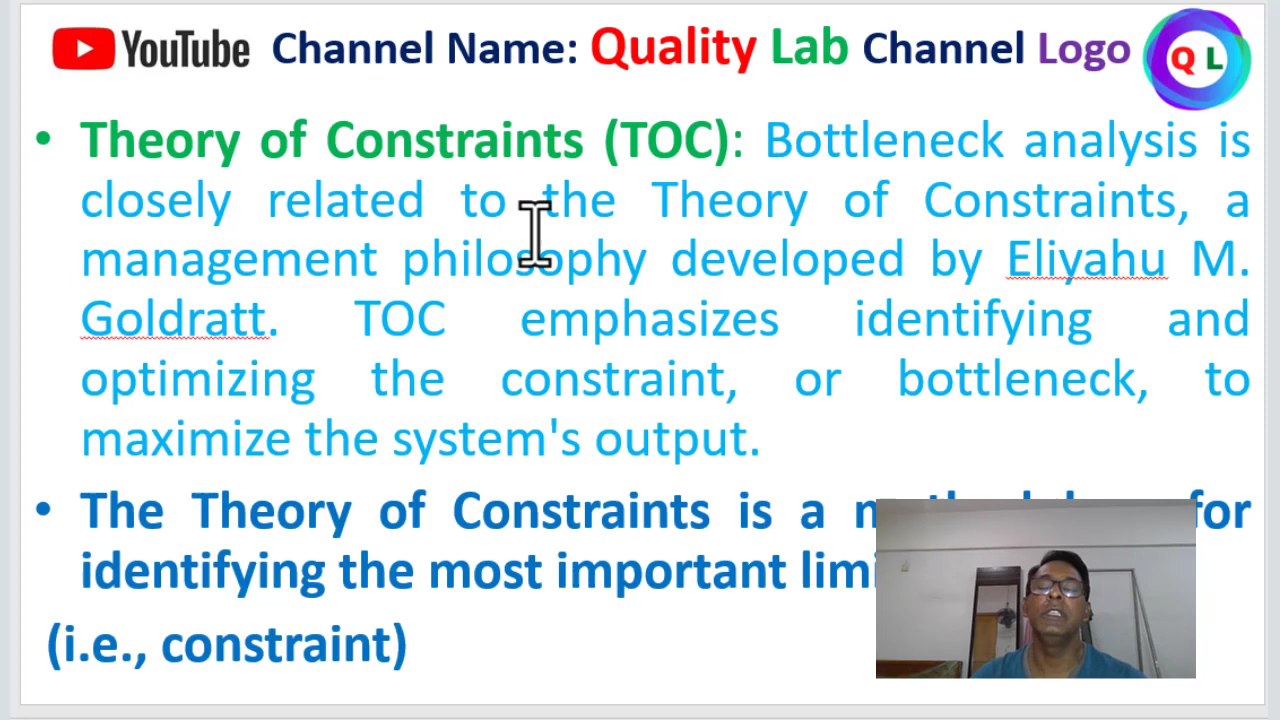 YouTube Channel Name: Quality Lab Channel Logo QL
• Theory of Constraints (TOC): Bottleneck analysis is
closely related to the Theory of Constraints, a
management philosophy developed by Eliyahu M.
Goldratt. TOC emphasizes identifying and
optimizing the constraint, or bottleneck, to
maximize the system's output.
• The Theory of Constraints is a for
identifying the most important
(i.e., constraint)